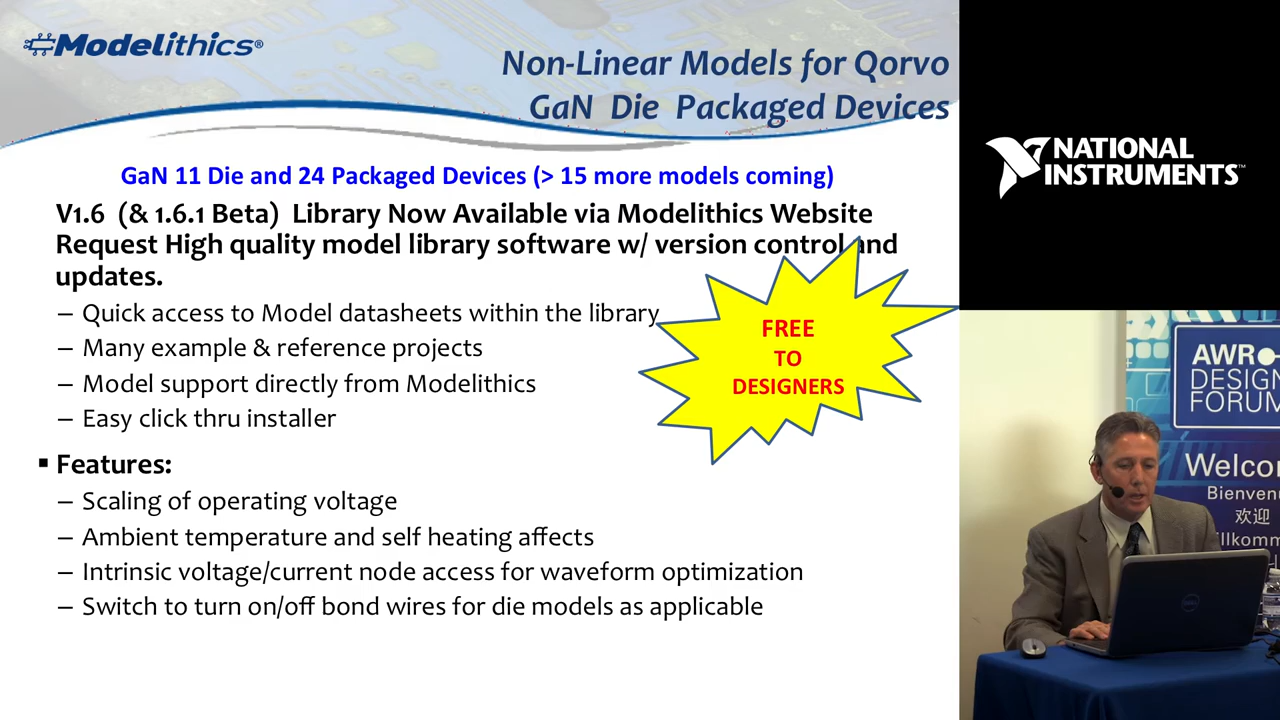 Modelithics®
Non-Linear Models for Qorvo
GaN Die Packaged Devices
GaN 11 Die and 24 Packaged Devices (> 15 more models coming)
V1.6 (& 1.6.1 Beta) Library Now Available via Modelithics Website
Request High quality model library software w/ version control and
updates.
– Quick access to Model datasheets within the library
– Many example & reference projects
– Model support directly from Modelithics
– Easy click thru installer
FREE
TO
DESIGNERS
▪ Features:
– Scaling of operating voltage
– Ambient temperature and self heating affects
– Intrinsic voltage/current node access for waveform optimization
– Switch to turn on/off bond wires for die models as applicable
NATIONAL
INSTRUMENTS™
AWR
DESIGN
FORUM
Welco
Bienvenu
欢迎
llkomm
DELL